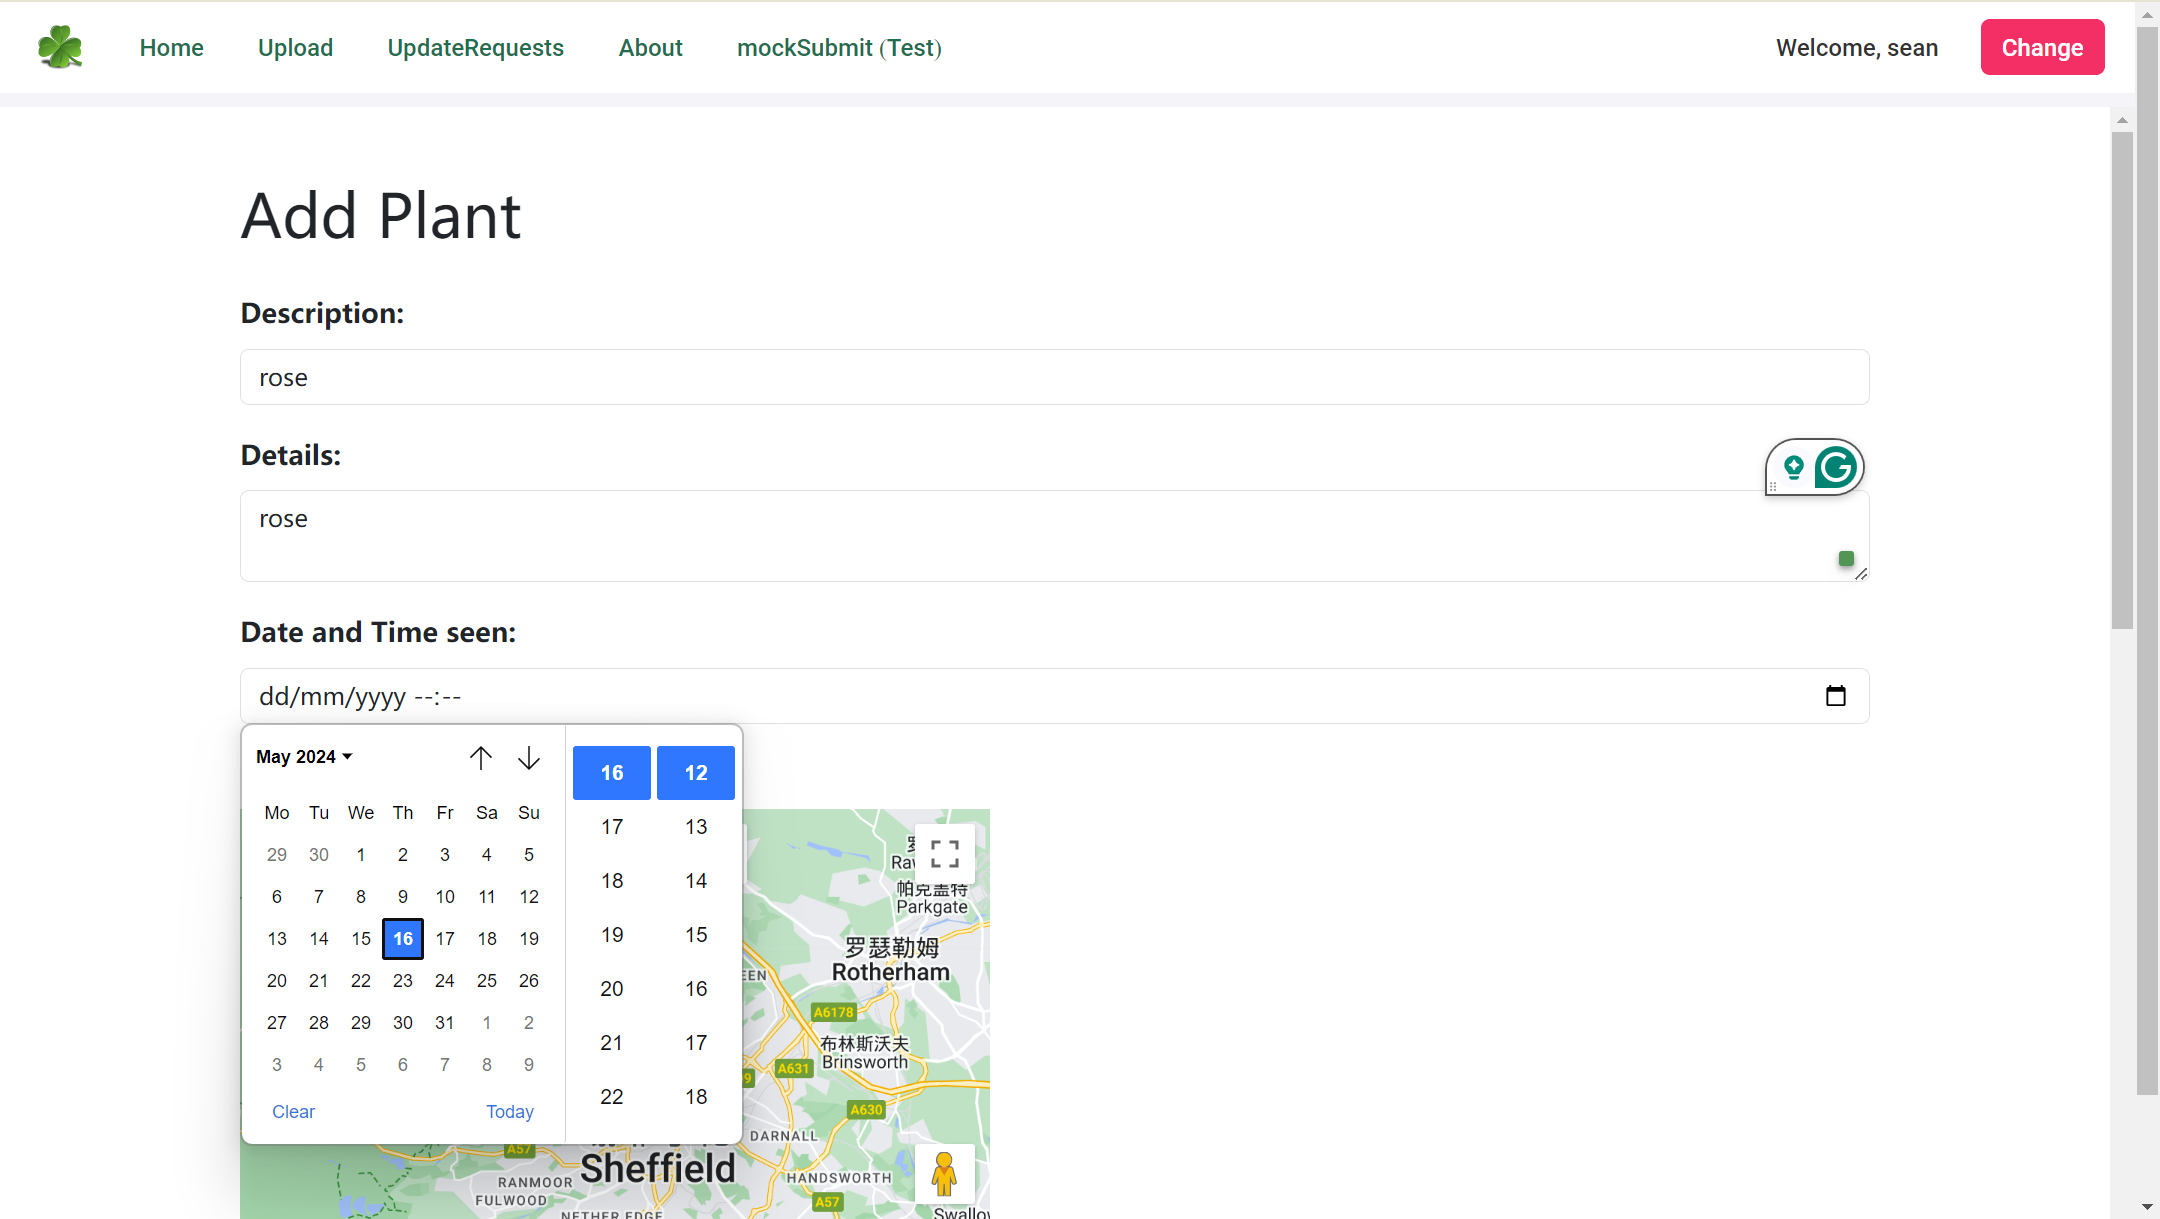 Home Upload UpdateRequests About mockSubmit (Test) Welcome, sean Change
Add Plant
Description:
rose
Details:
rose
Date and Time seen:
dd/mm/yyyy --:--
May 2024
Mo Tu We Th Fr Sa Su
29 30 1 2 3 4 5
6 7 8 9 10 11 12
13 14 15 16 17 18 19
20 21 22 23 24 25 26
27 28 29 30 31 1 2
3 4 5 6 7 8 9
Clear Today
16 12
17 13
18 14
19 15
20 16
21 17
22 18
帕克盖特
Parkgate
罗瑟勒姆
Rotherham
A6178
布林斯沃夫
Brinsworth
A631
A630
DARNALL
A57
Sheffield
RANMOOR
HANDSWORTH
FULWOOD
A57
NETHER EDGE